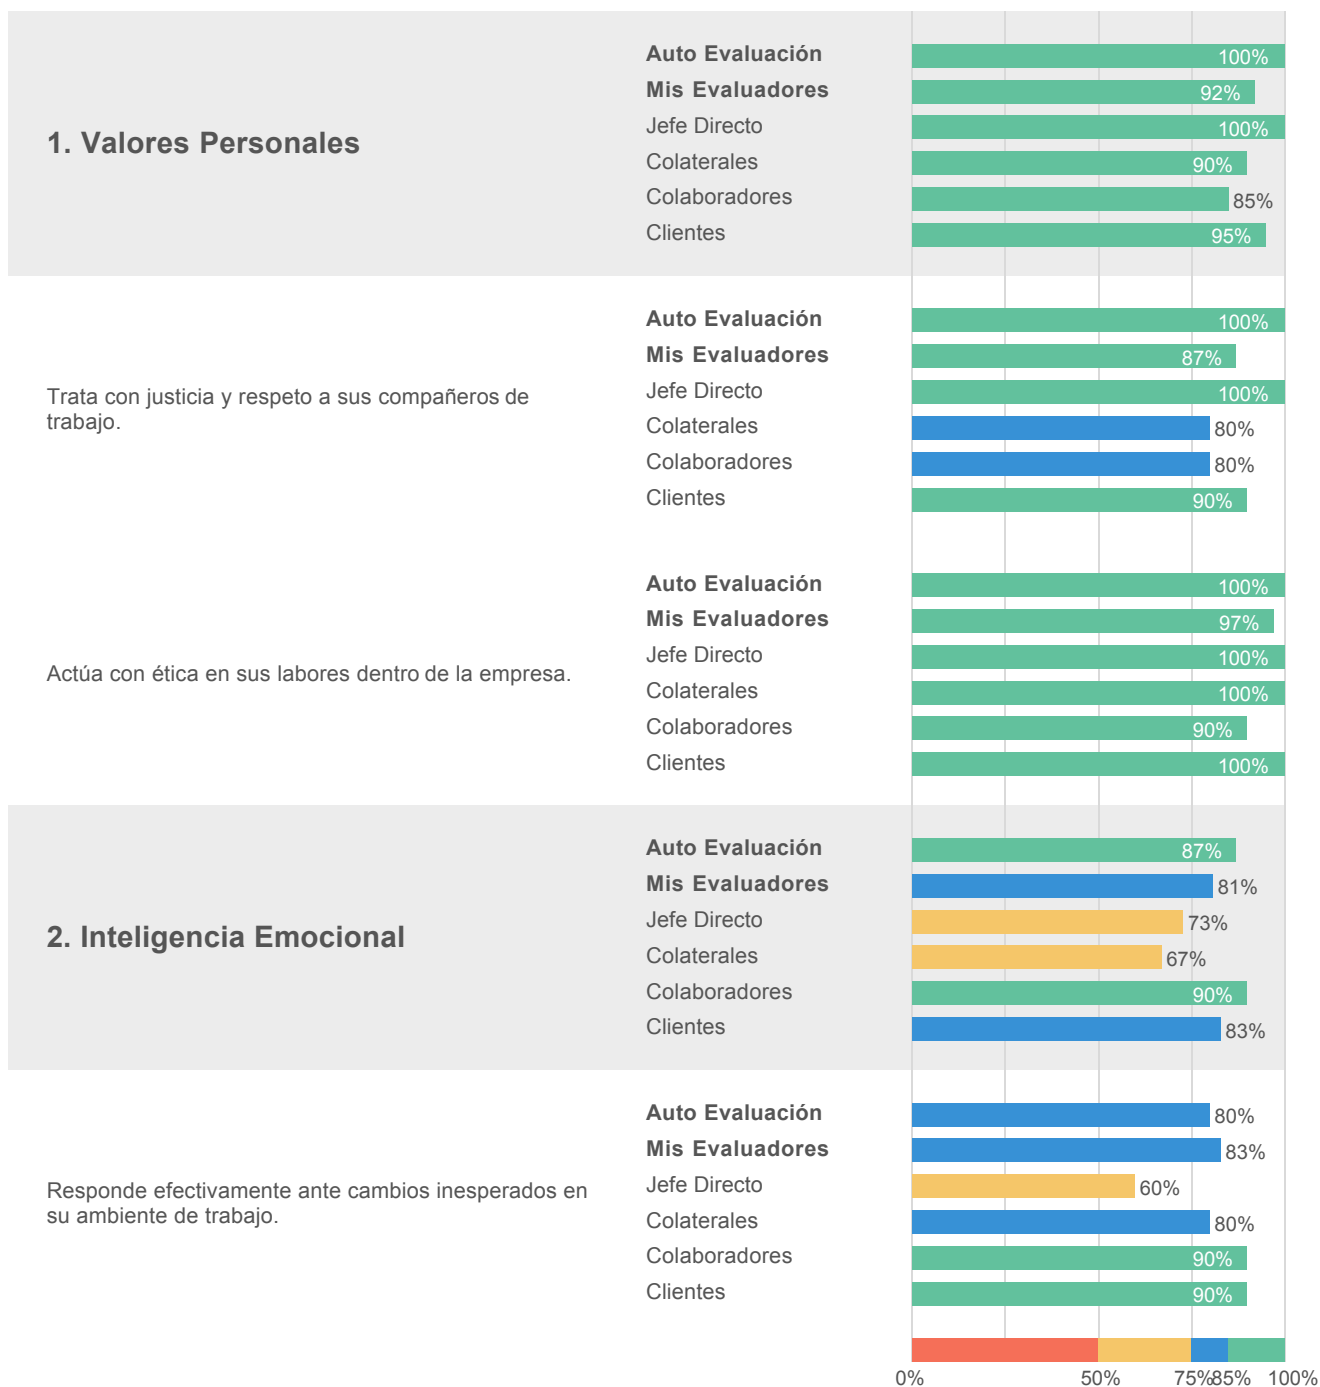 1. Valores Personales
Auto Evaluación 100%
Mis Evaluadores 92%
Jefe Directo 100%
Colaterales 90%
Colaboradores 85%
Clientes 95%
Trata con justicia y respeto a sus compañeros de
trabajo.
Auto Evaluación 100%
Mis Evaluadores 87%
Jefe Directo 100%
Colaterales 80%
Colaboradores 80%
Clientes 90%
Actúa con ética en sus labores dentro de la empresa.
Auto Evaluación 100%
Mis Evaluadores 97%
Jefe Directo 100%
Colaterales 100%
Colaboradores 90%
Clientes 100%
2. Inteligencia Emocional
Auto Evaluación 87%
Mis Evaluadores 81%
Jefe Directo 73%
Colaterales 67%
Colaboradores 90%
Clientes 83%
Responde efectivamente ante cambios inesperados en
su ambiente de trabajo.
Auto Evaluación 80%
Mis Evaluadores 83%
Jefe Directo 60%
Colaterales 80%
Colaboradores 90%
Clientes 90%
0% 50% 75% 85% 100%